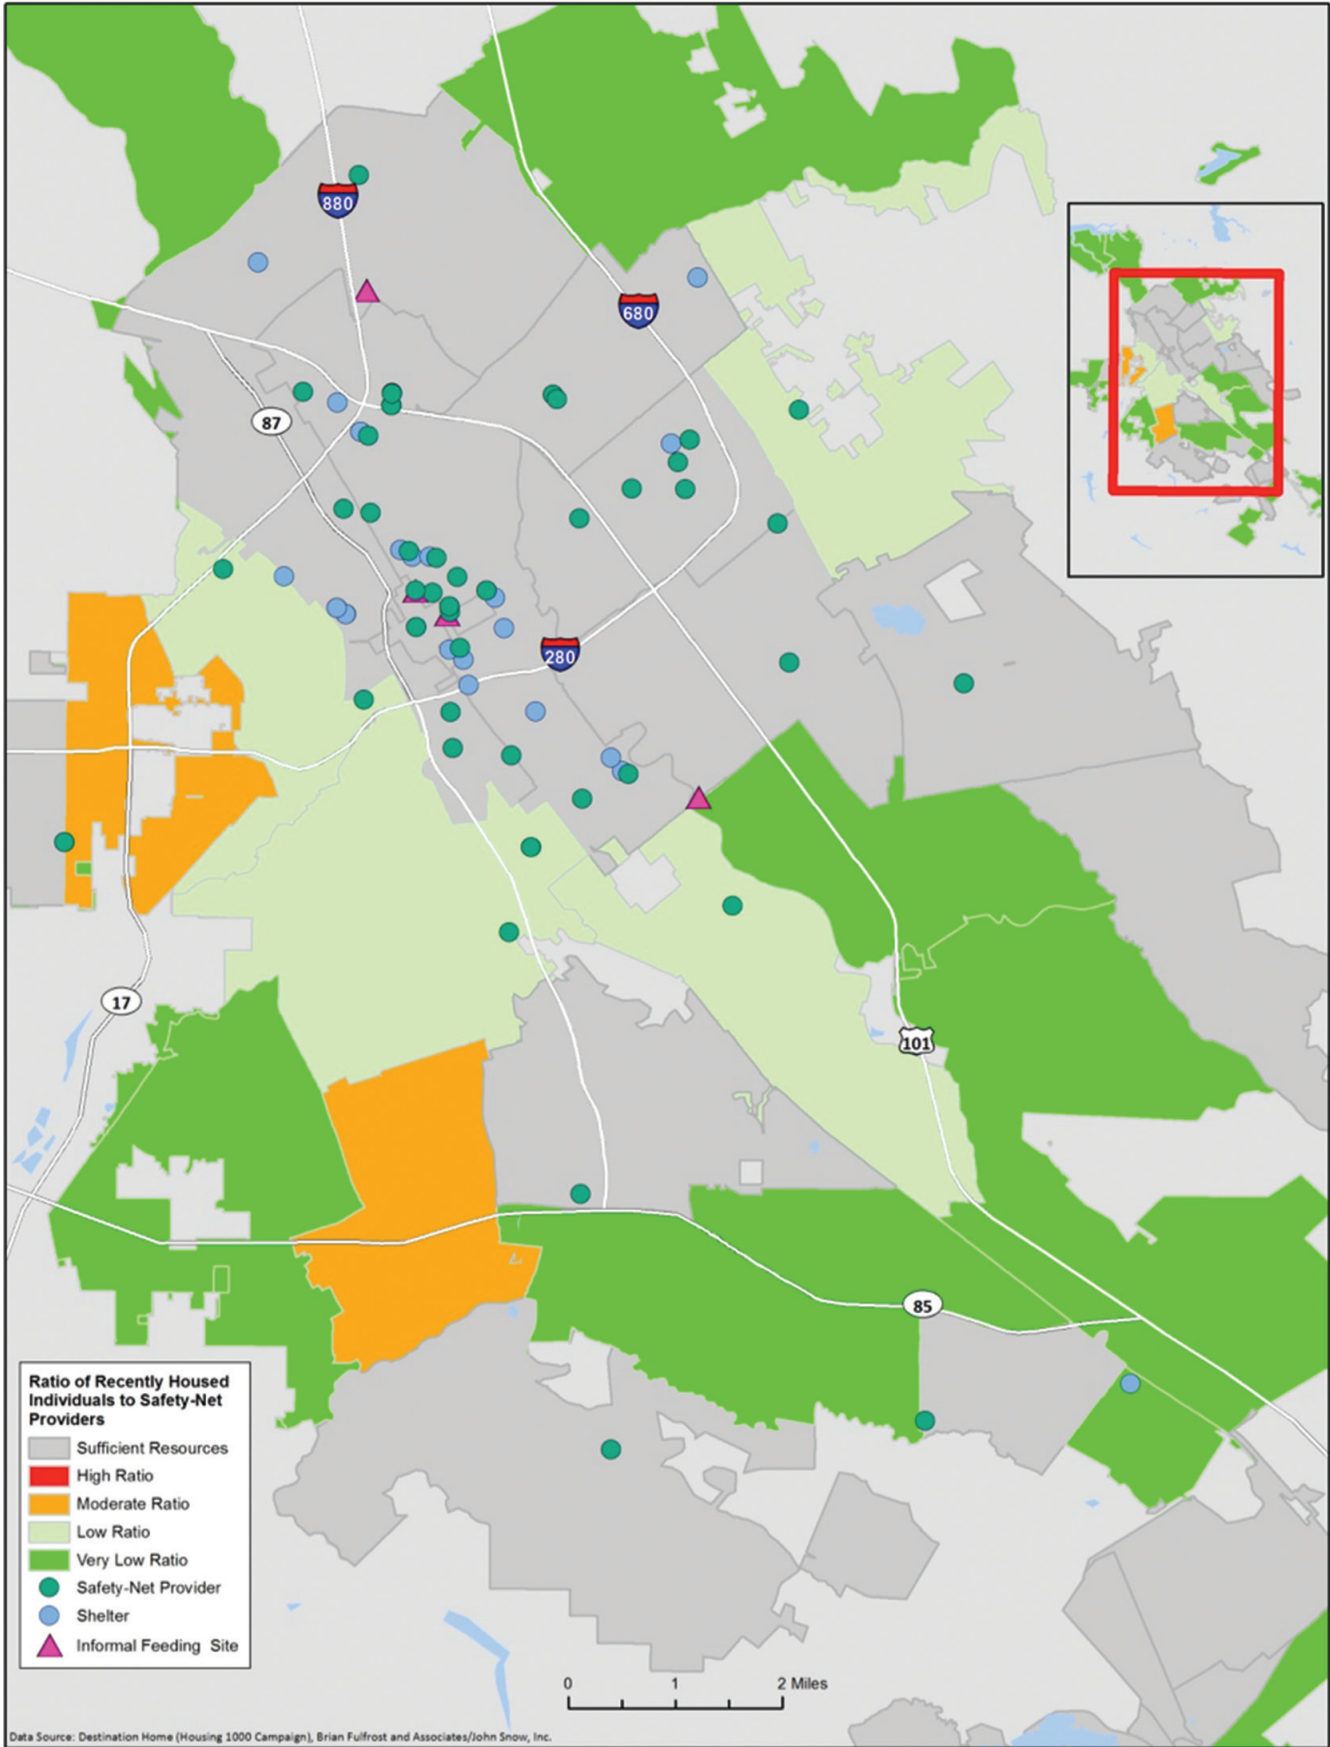 880
680
87
280
17
101
85
Ratio of Recently Housed
Individuals to Safety-Net
Providers
Sufficient Resources
High Ratio
Moderate Ratio
Low Ratio
Very Low Ratio
Safety-Net Provider
Shelter
Informal Feeding Site
0 1 2 Miles
Data Source: Destination Home (Housing 1000 Campaign), Brian Fulfrost and Associates/John Snow, Inc.